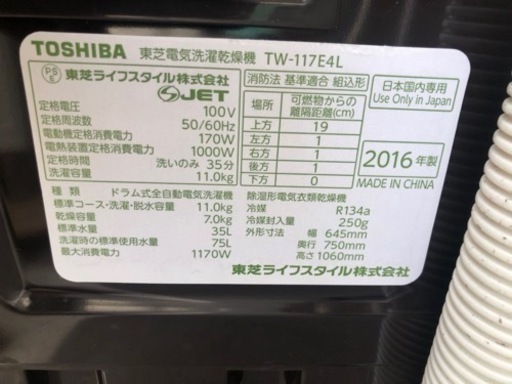 TOSHIBA 東芝電気洗濯乾燥機 TW-117E4L
PS E 東芝ライフスタイル株式会社
S JET
定格電圧 100V
定格周波数 50/60Hz
電動機定格消費電力 170W
電熱装置定格消費電力 1000W
定格時間 洗いのみ 35分
洗濯容量 11.0kg
消防法 基準適合 組込形
場所 可燃物からの離隔距離(cm)
上方 19
左方 1
右方 1
後方 1
下方 0
日本国内専用
Use Only in Japan
2016 年製
MADE IN CHINA
種類 ドラム式全自動電気洗濯機
標準コース・洗濯・脱水容量 11.0kg
乾燥容量 7.0kg
標準水量 35L
洗濯時の標準使用水量 75L
最大消費電力 1170W
除湿形電気衣類乾燥機
冷媒 R134a
冷媒封入量 250g
外形寸法 幅 645mm
奥行 750mm
高さ 1060mm
東芝ライフスタイル株式会社